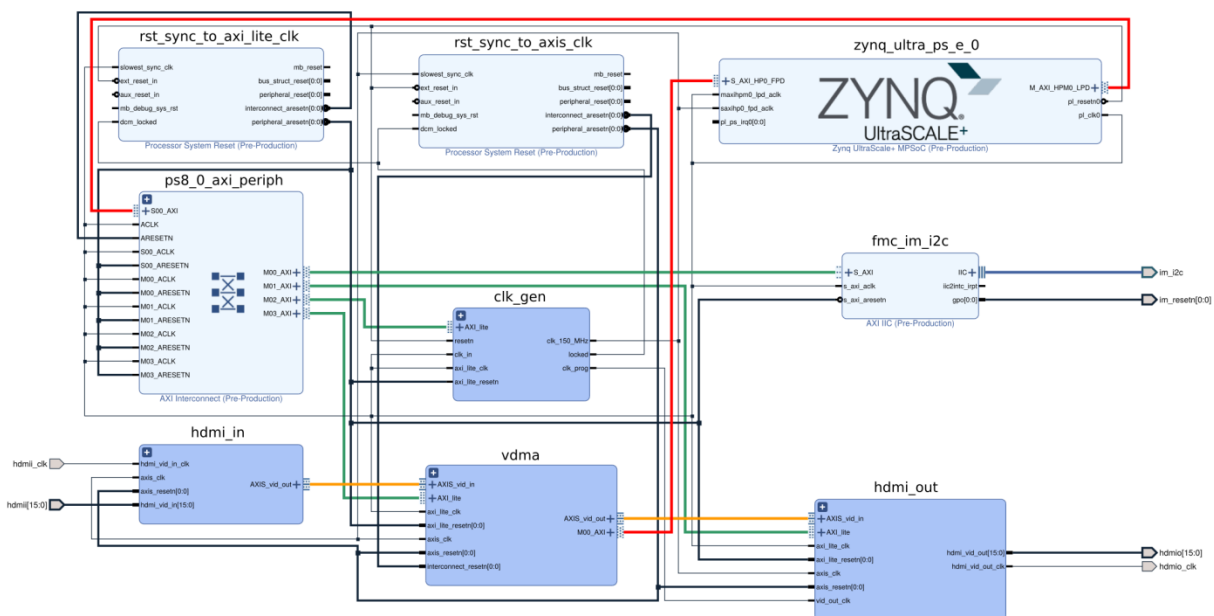 rst_sync_to_axi_lite_clk
slowest_sync_clk
ext_reset_in
aux_reset_in
mb_debug_sys_rst
dcm_locked
mb_reset
bus_struct_reset[0:0]
peripheral_reset[0:0]
interconnect_aresetn[0:0]
peripheral_aresetn[0:0]
Processor System Reset (Pre-Production)
rst_sync_to_axis_clk
slowest_sync_clk
ext_reset_in
aux_reset_in
mb_debug_sys_rst
dcm_locked
mb_reset
bus_struct_reset[0:0]
peripheral_reset[0:0]
interconnect_aresetn[0:0]
peripheral_aresetn[0:0]
Processor System Reset (Pre-Production)
zynq_ultra_ps_e_0
S_AXI_HP0_FPD
maxihpm0_lpd_aclk
saxihp0_fpd_aclk
pl_ps_irq0[0:0]
ZYNQ
UltraSCALE+
M_AXI_HPM0_LPD
pl_resetn0
pl_clk0
Zynq UltraScale+ MPSoC (Pre-Production)
ps8_0_axi_periph
S00_AXI
ACLK
ARESETN
S00_ACLK
S00_ARESETN
M00_ACLK
M00_ARESETN
M01_ACLK
M01_ARESETN
M02_ACLK
M02_ARESETN
M03_ACLK
M03_ARESETN
M00_AXI
M01_AXI
M02_AXI
M03_AXI
AXI Interconnect (Pre-Production)
clk_gen
AXI_lite
resetn
clk_in
axi_lite_clk
axi_lite_resetn
clk_150_MHz
locked
clk_prog
fmc_im_i2c
S_AXI
s_axi_aclk
s_axi_aresetn
IIC
iic2intc_irpt
gpo[0:0]
AXI IIC (Pre-Production)
im_i2c
im_resetn[0:0]
hdmii_clk
hdmii[15:0]
hdmi_in
hdmi_vid_in_clk
axis_clk
axis_resetn[0:0]
hdmi_vid_in[15:0]
AXIS_vid_out
vdma
AXIS_vid_in
AXI_lite
axi_lite_clk
axi_lite_resetn[0:0]
axis_clk
axis_resetn[0:0]
interconnect_resetn[0:0]
AXIS_vid_out
M00_AXI
hdmi_out
AXIS_vid_in
AXI_lite
axi_lite_clk
axi_lite_resetn[0:0]
axis_clk
axis_resetn[0:0]
vid_out_clk
hdmi_vid_out[15:0]
hdmi_vid_out_clk
hdmio[15:0]
hdmio_clk